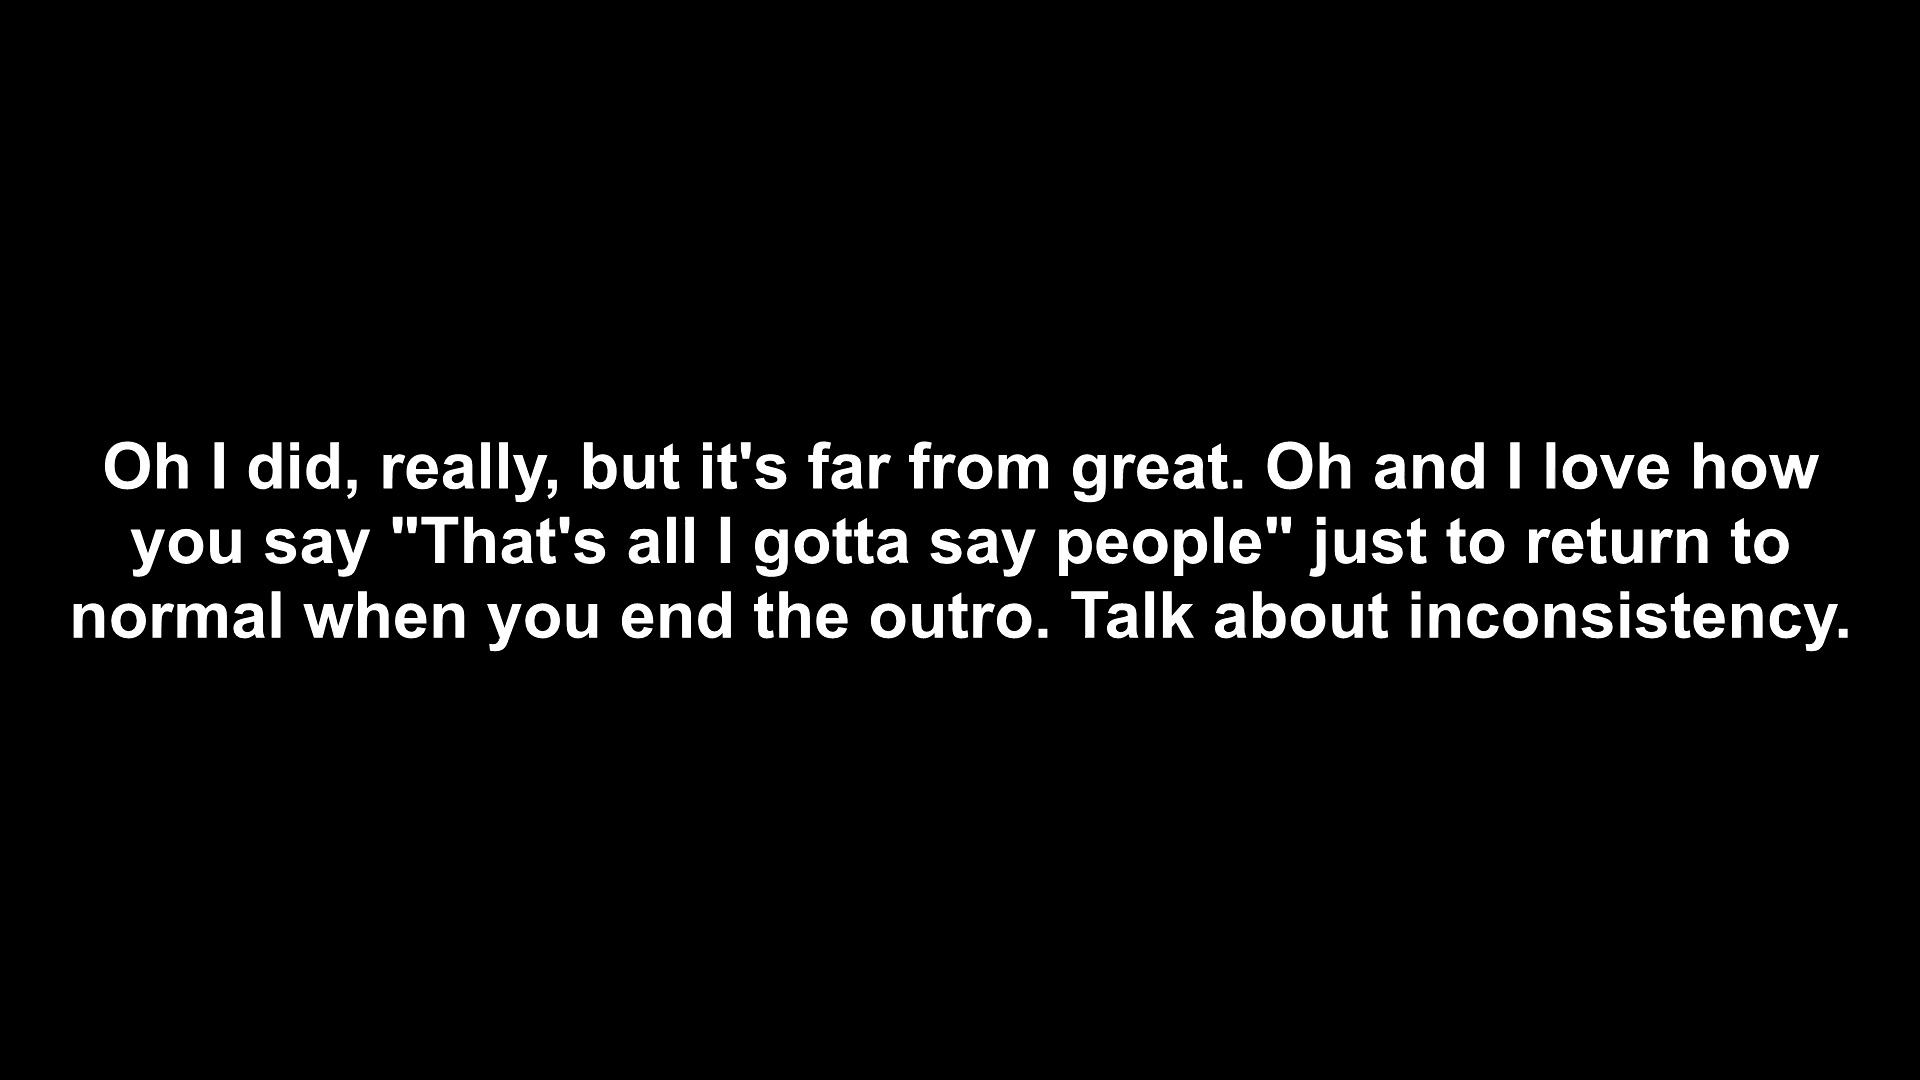 Oh I did, really, but it's far from great. Oh and I love how
you say "That's all I gotta say people" just to return to
normal when you end the outro. Talk about inconsistency.